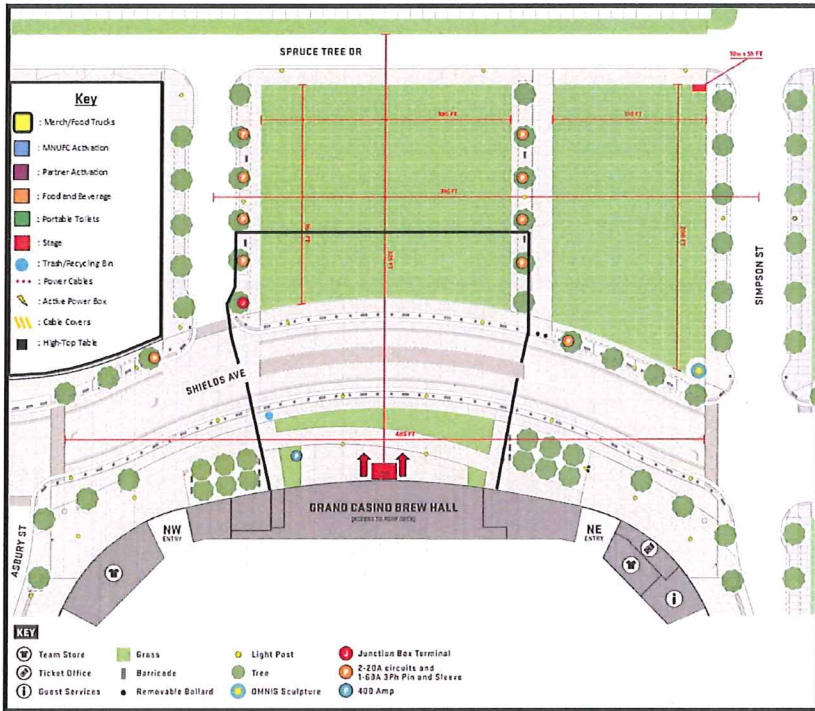 SPRUCE TREE DR
Key
: Merch/Food Trucks
: MNUFC Activation
: Partner Activation
: Food and Beverage
: Portable Toilets
: Stage
: Trash/Recycling Bin
: Power Cables
: Active Power Box
: Cable Covers
: High-Top Table
SIMPSON ST
SHIELDS AVE
ASBURY ST
GRAND CASINO BREW HALL
NW
ENTRY
NE
ENTRY
KEY
Team Store
Grass
Light Post
J Junction Box Terminal
Ticket Office
Barricade
Tree
P 2-20A circuits and
1-60A 3Ph Pin and Sleeve
Guest Services
Removable Bollard
OMNIS Sculpture
P 400 Amp